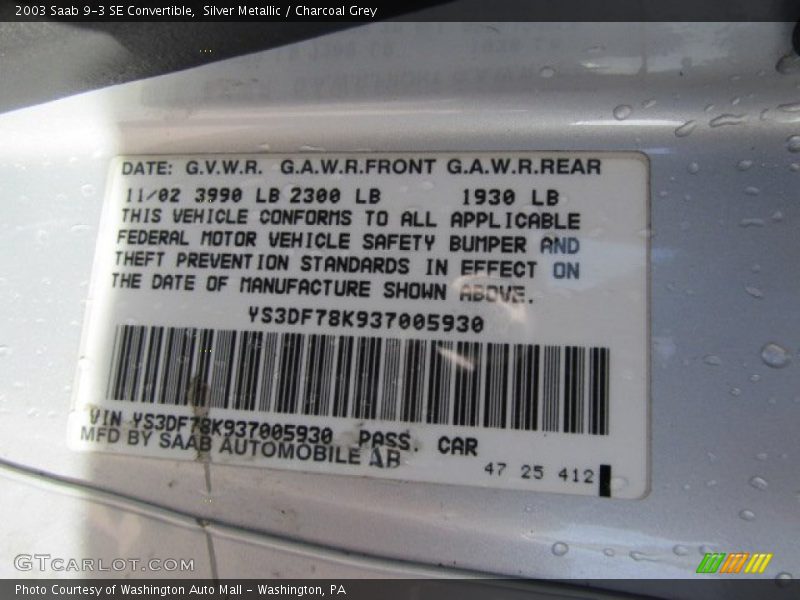 2003 Saab 9-3 SE Convertible, Silver Metallic / Charcoal Grey
DATE: G.V.W.R. G.A.W.R.FRONT G.A.W.R.REAR
11/02 3990 LB 2300 LB 1930 LB
THIS VEHICLE CONFORMS TO ALL APPLICABLE
FEDERAL MOTOR VEHICLE SAFETY BUMPER AND
THEFT PREVENTION STANDARDS IN EFFECT ON
THE DATE OF MANUFACTURE SHOWN ABOVE.
YS3DF78K937005930
VIN YS3DF78K937005930 PASS. CAR
MFD BY SAAB AUTOMOBILE AB
47 25 412
GTCarLot.com
Photo Courtesy of Washington Auto Mall - Washington, PA